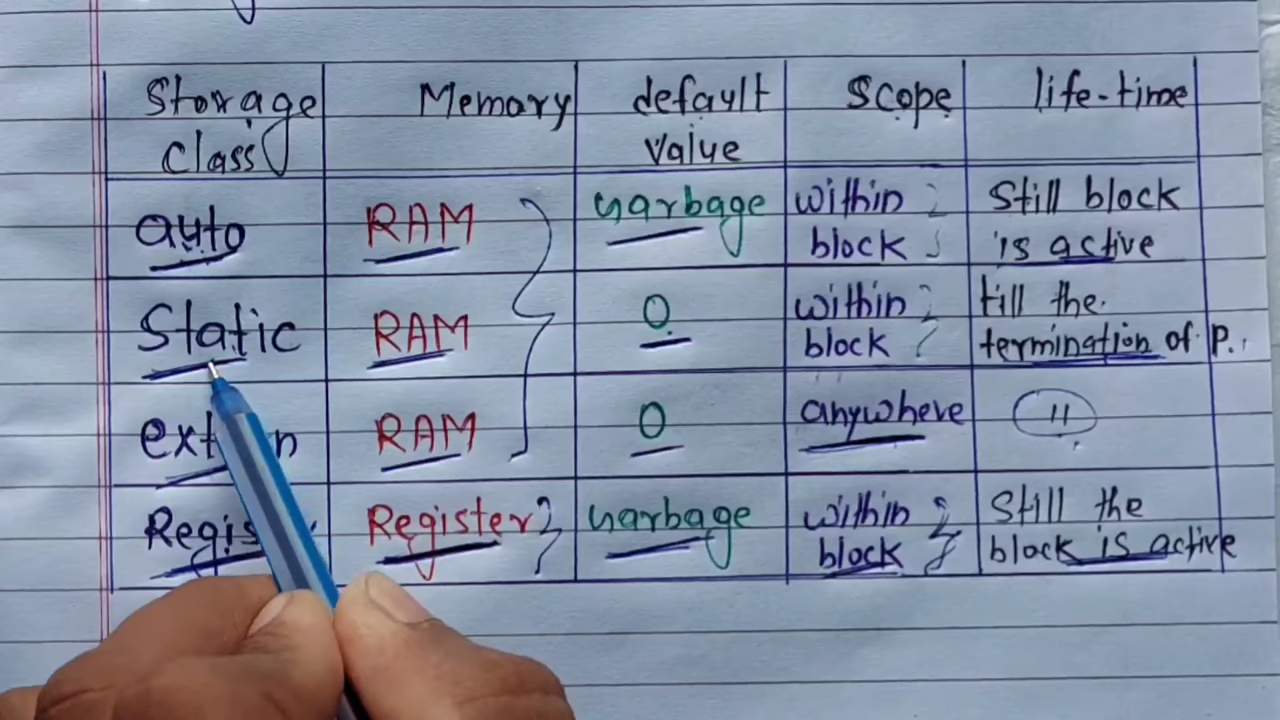 Storage Class
Memory
default value
scope
life-time
auto
RAM
garbage
within block
still block is active
Static
RAM
0
within block
till the termination of P.
RAM
0
anywhere
"
Register
garbage
within block
still the block is active